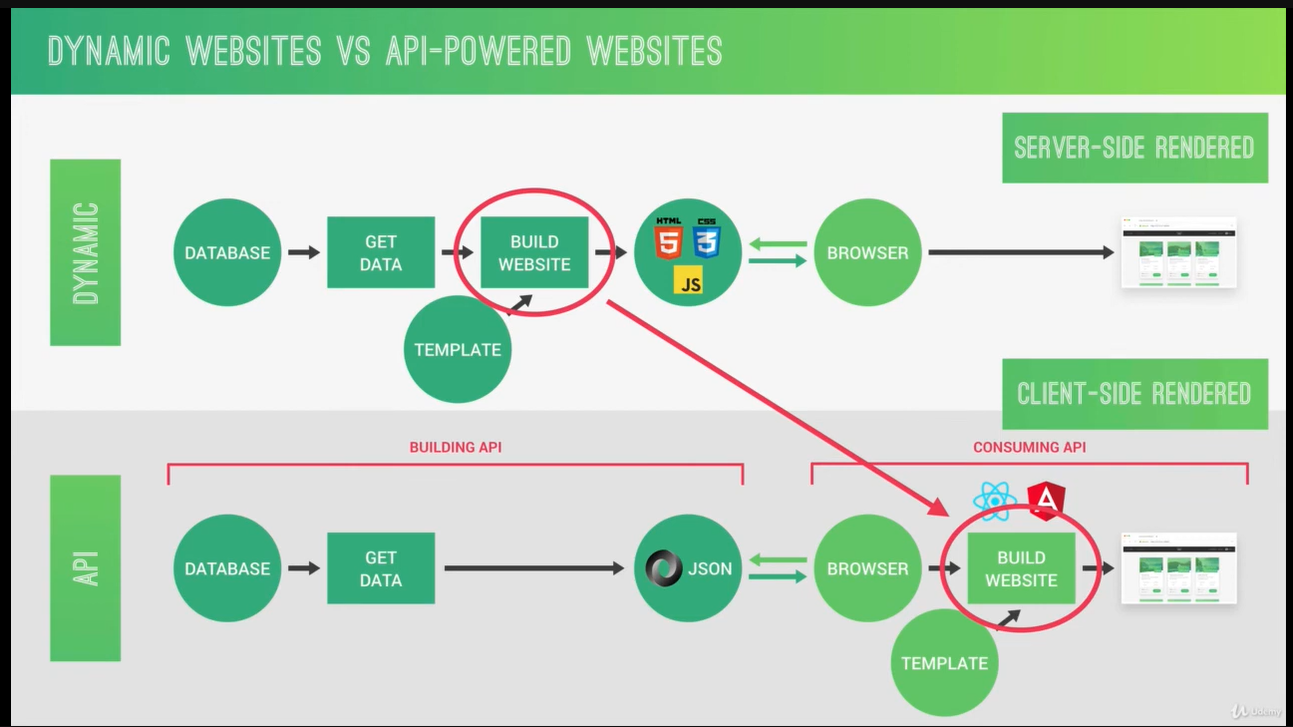 DYNAMIC WEBSITES VS API-POWERED WEBSITES
SERVER-SIDE RENDERED
DYNAMIC
DATABASE
GET
DATA
BUILD
WEBSITE
TEMPLATE
HTML
5
CSS
3
JS
BROWSER
CLIENT-SIDE RENDERED
BUILDING API
CONSUMING API
API
DATABASE
GET
DATA
JSON
BROWSER
A
BUILD
WEBSITE
TEMPLATE
Udemy